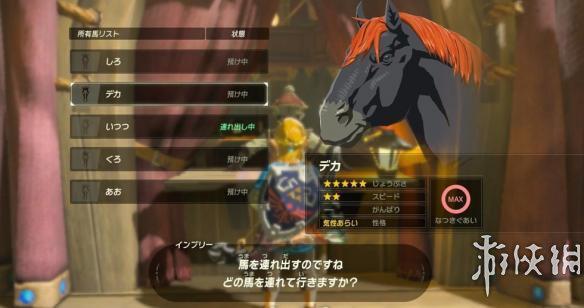 所有馬リスト 状態
しろ 預け中
デカ 預け中
いつつ 連れ出し中
くろ 預け中
あお 預け中
デカ
★★★★★ じょうぶさ
★★ スピード
がんばり
気性あらい 性格
MAX
なつきぐあい
インブリー
馬を連れ出すのですね
どの馬を連れて行きますか?
游侠网